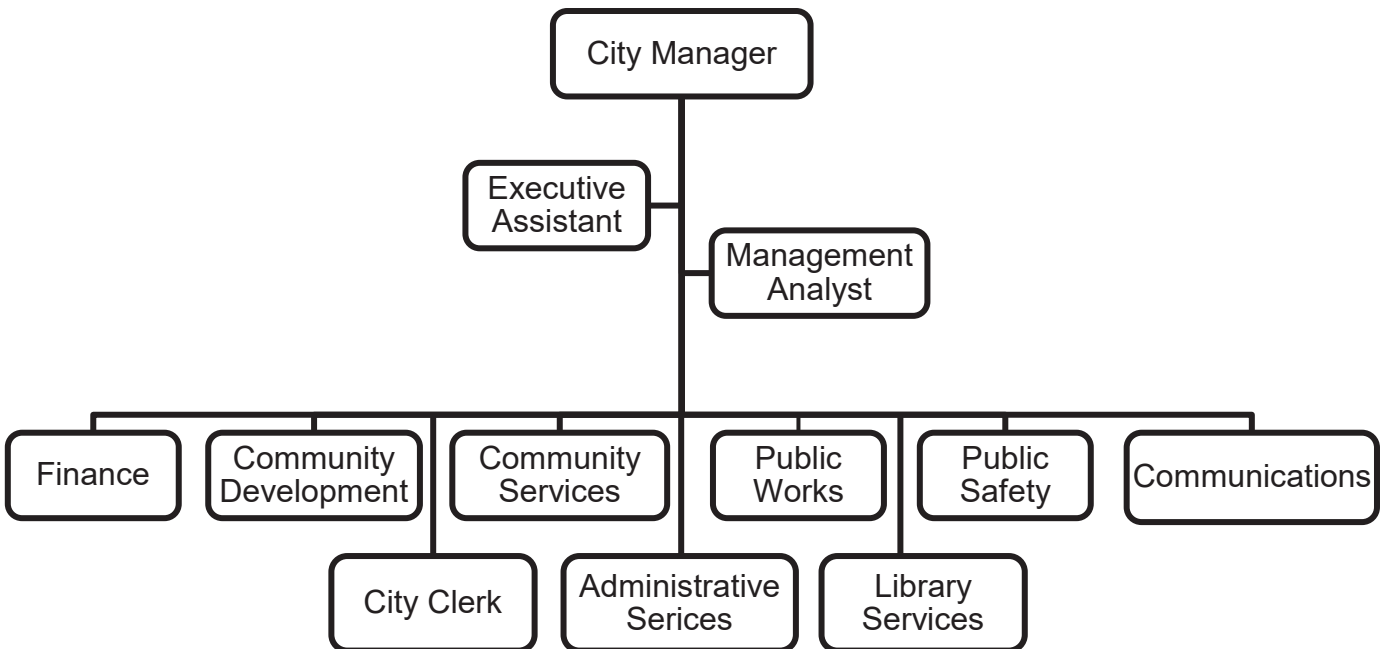 City Manager
Executive
Assistant
Management
Analyst
Finance
Community
Development
Community
Services
Public
Works
Public
Safety
Communications
City Clerk
Administrative
Serices
Library
Services